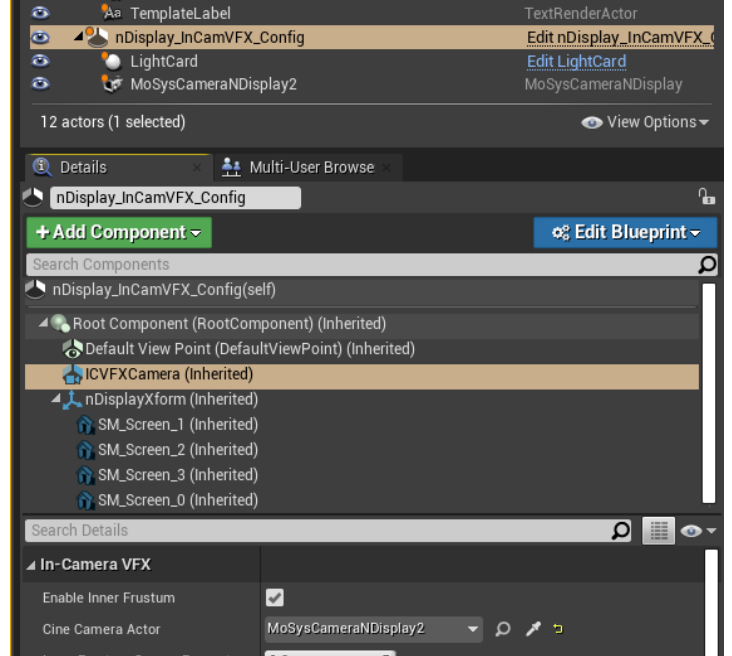 TemplateLabel TextRenderActor
nDisplay_InCamVFX_Config Edit nDisplay_InCamVFX_
LightCard Edit LightCard
MoSysCameraNDisplay2 MoSysCameraNDisplay
12 actors (1 selected) View Options
Details Multi-User Browse
nDisplay_InCamVFX_Config
+ Add Component Edit Blueprint
Search Components
nDisplay_InCamVFX_Config(self)
Root Component (RootComponent) (Inherited)
Default View Point (DefaultViewPoint) (Inherited)
ICVFXCamera (Inherited)
nDisplayXform (Inherited)
SM_Screen_1 (Inherited)
SM_Screen_2 (Inherited)
SM_Screen_3 (Inherited)
SM_Screen_0 (Inherited)
Search Details
In-Camera VFX
Enable Inner Frustum
Cine Camera Actor MoSysCameraNDisplay2